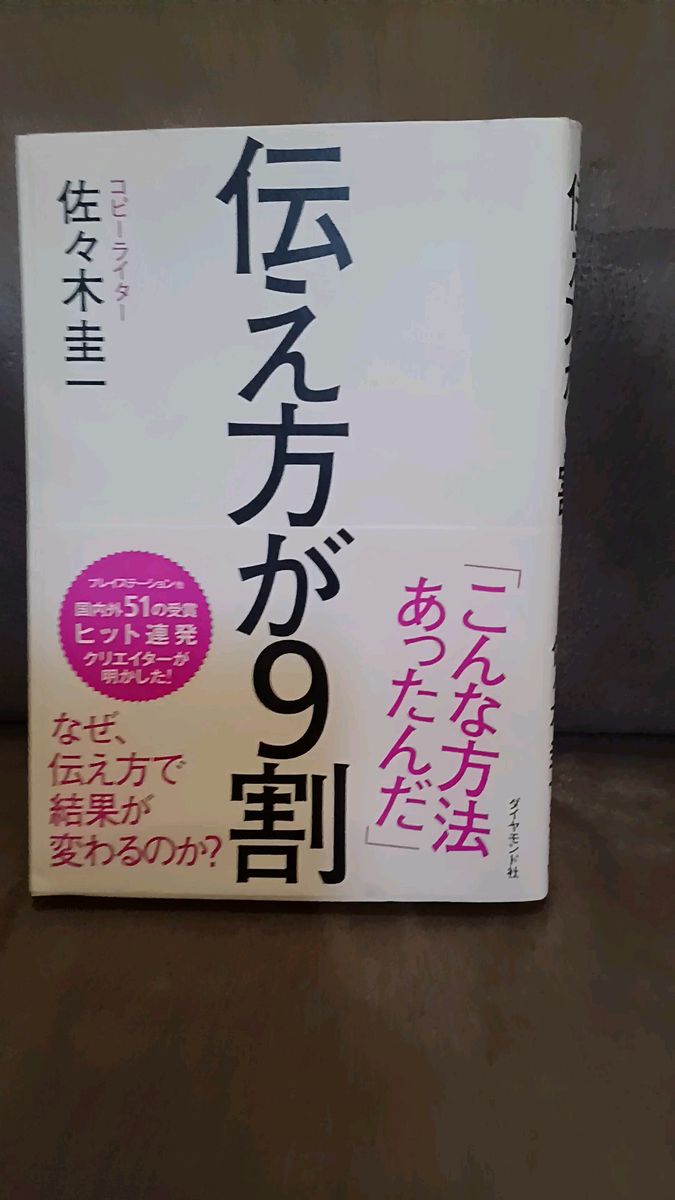 伝え方が9割
コピーライター
佐々木圭一
「こんな方法
あったんだ」
プレイステーション他
国内外51の受賞
ヒット連発
クリエイターが
明かした!
なぜ、
伝え方で
結果が
変わるのか?
ダイヤモンド社